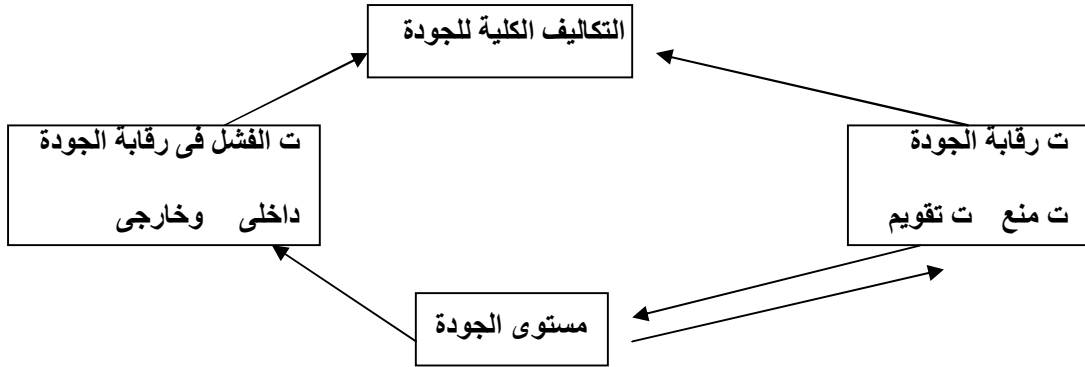 التكاليف الكلية للجودة
ت رقابة الجودة
ت منع ت تقويم
ت الفشل فى رقابة الجودة
داخلى وخارجى
مستوى الجودة